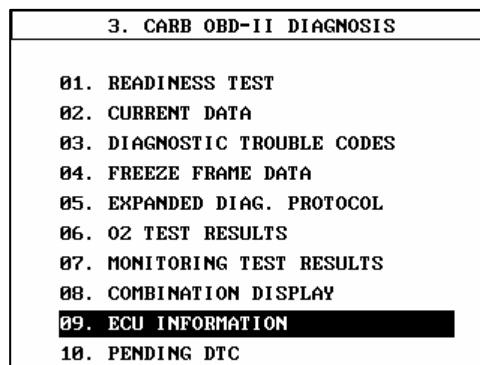 3. CARB OBD-II DIAGNOSIS
01. READINESS TEST
02. CURRENT DATA
03. DIAGNOSTIC TROUBLE CODES
04. FREEZE FRAME DATA
05. EXPANDED DIAG. PROTOCOL
06. O2 TEST RESULTS
07. MONITORING TEST RESULTS
08. COMBINATION DISPLAY
09. ECU INFORMATION
10. PENDING DTC